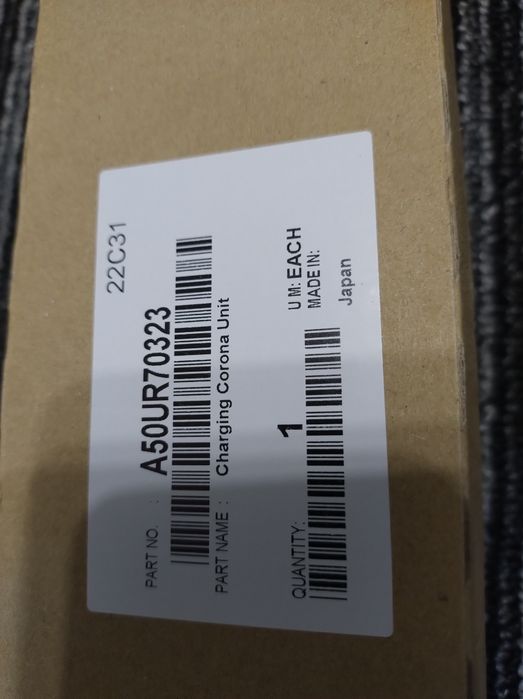 22C31
PART NO. : A50UR70323
PART NAME : Charging Corona Unit
QUANTITY: 1
U M: EACH
MADE IN:
Japan